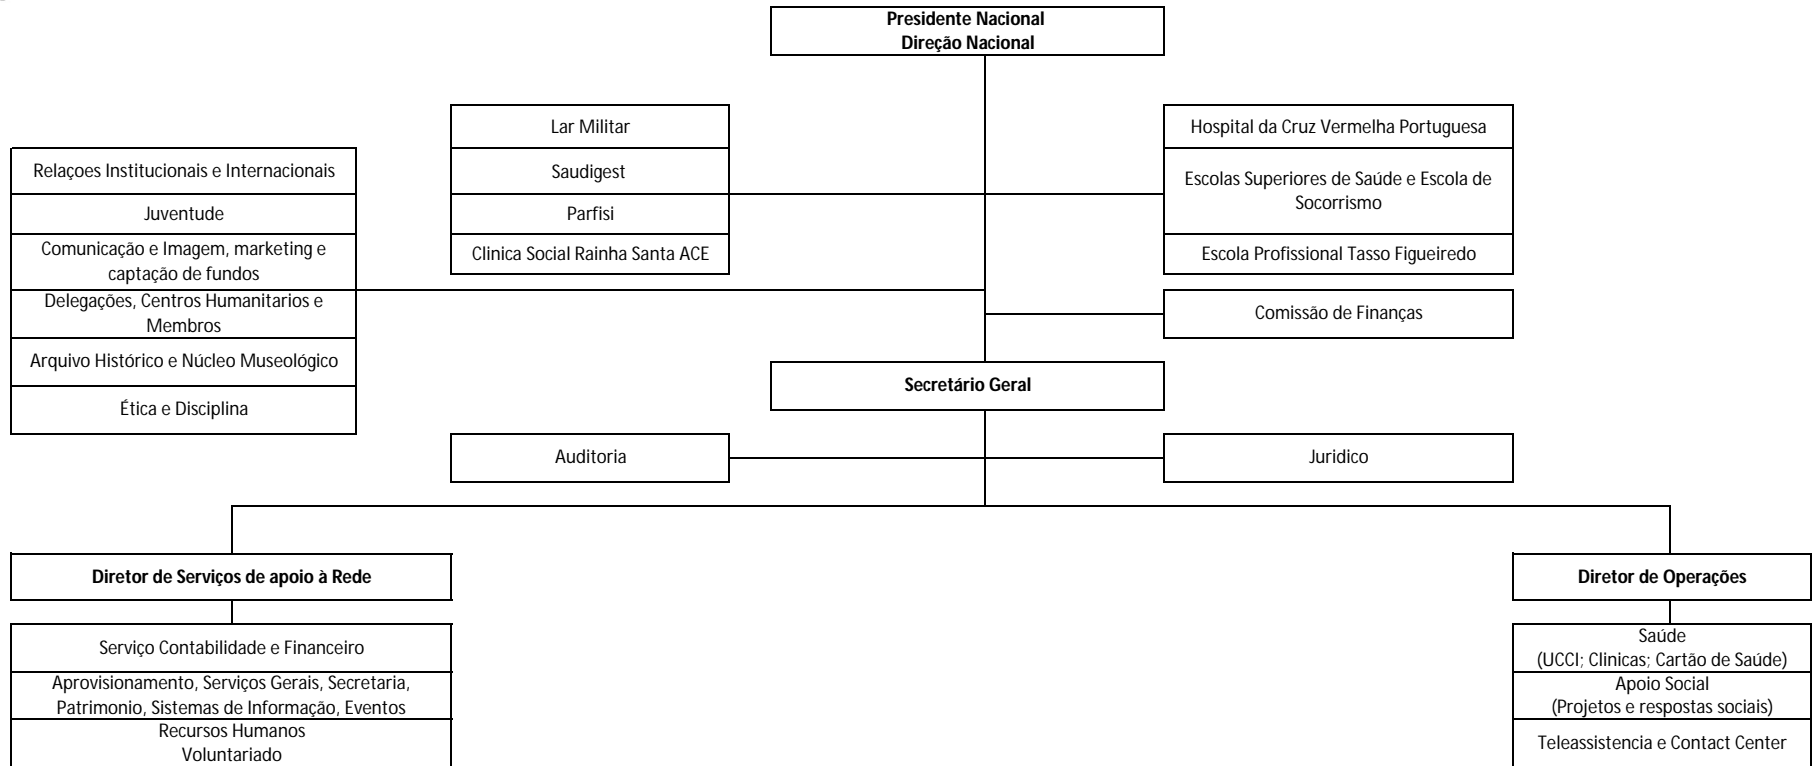 Presidente Nacional
Direção Nacional
Lar Militar
Saudigest
Parfisi
Clinica Social Rainha Santa ACE
Hospital da Cruz Vermelha Portuguesa
Escolas Superiores de Saúde e Escola de
Socorrismo
Escola Profissional Tasso Figueiredo
Relaçoes Institucionais e Internacionais
Juventude
Comunicação e Imagem, marketing e
captação de fundos
Delegações, Centros Humanitarios e
Membros
Arquivo Histórico e Núcleo Museológico
Ética e Disciplina
Comissão de Finanças
Secretário Geral
Auditoria
Juridico
Diretor de Serviços de apoio à Rede
Serviço Contabilidade e Financeiro
Aprovisionamento, Serviços Gerais, Secretaria,
Patrimonio, Sistemas de Informação, Eventos
Recursos Humanos
Voluntariado
Diretor de Operações
Saúde
(UCCI; Clinicas; Cartão de Saúde)
Apoio Social
(Projetos e respostas sociais)
Teleassistencia e Contact Center